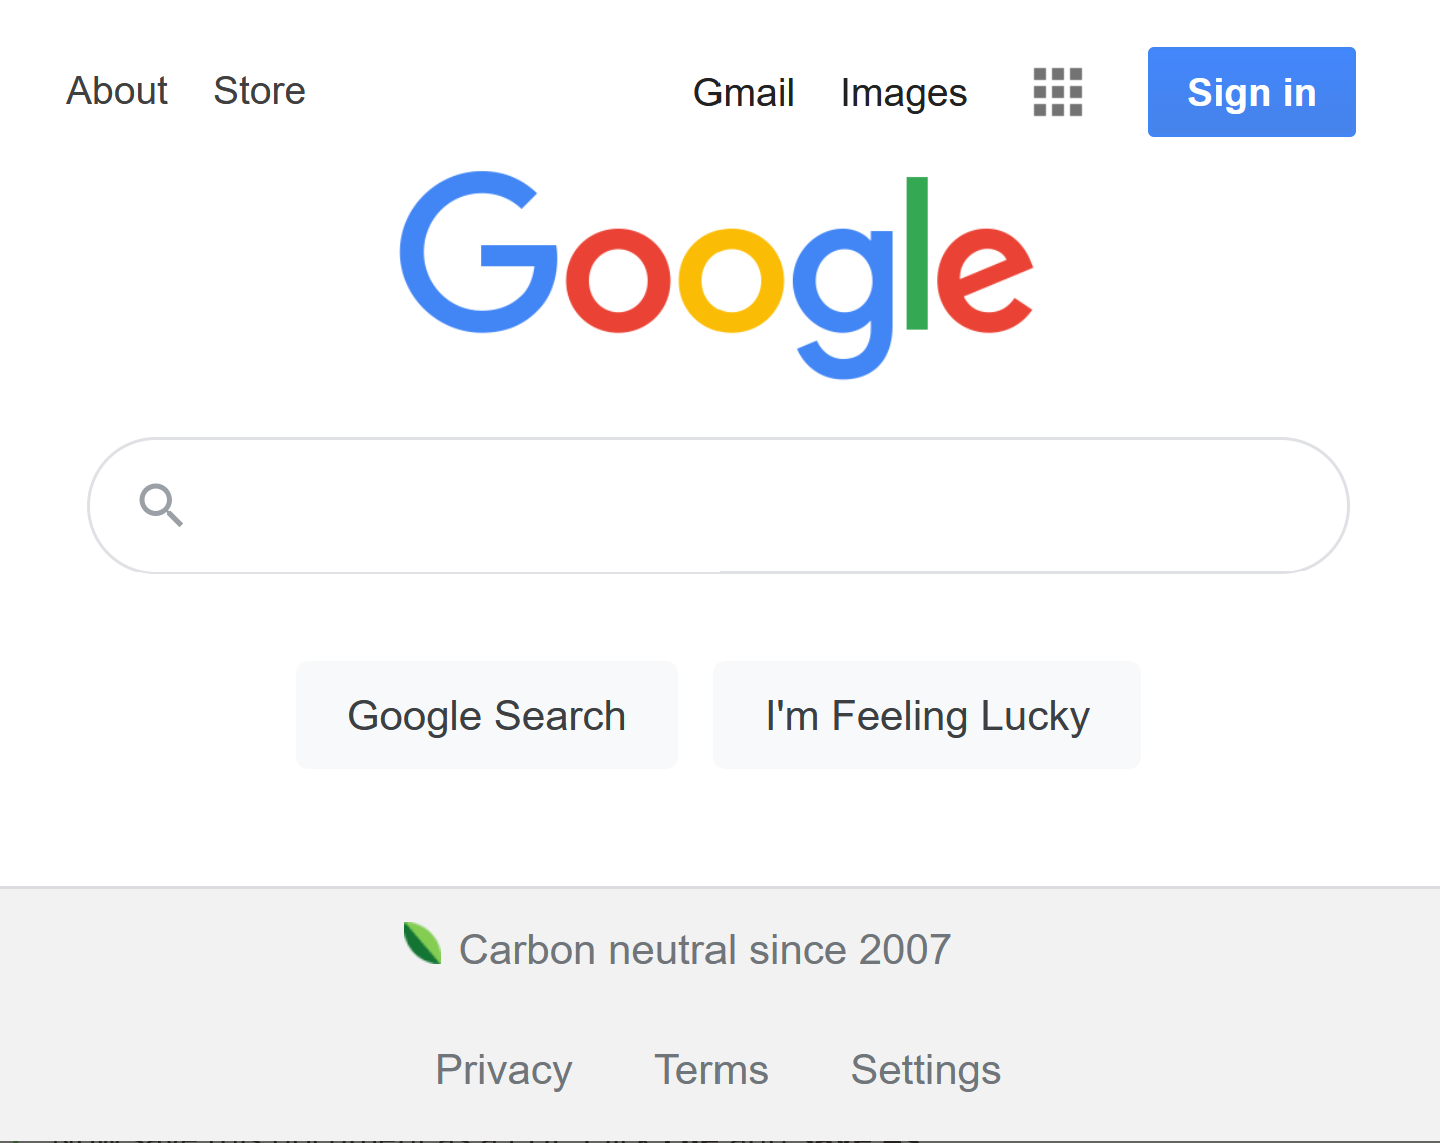 About Store Gmail Images Sign in
Google
Google Search I'm Feeling Lucky
Carbon neutral since 2007
Privacy Terms Settings